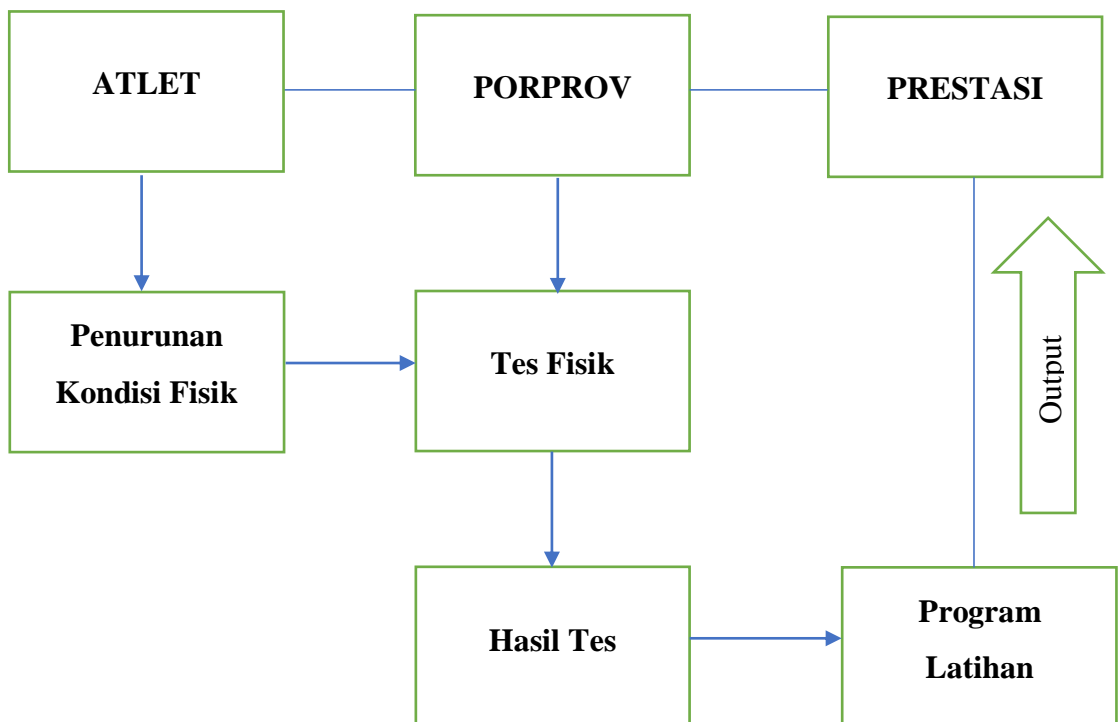 ATLET
PORPROV
PRESTASI
Penurunan
Kondisi Fisik
Tes Fisik
Output
Hasil Tes
Program
Latihan